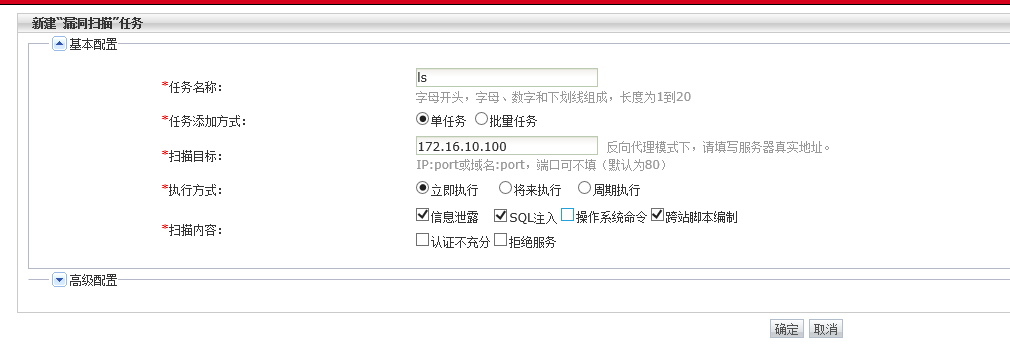 新建“漏洞扫描”任务
基本配置
*任务名称： ls
字母开头，字母、数字和下划线组成，长度为1到20
*任务添加方式： 单任务 批量任务
*扫描目标： 172.16.10.100 反向代理模式下，请填写服务器真实地址。
IP:port或域名:port，端口可不填（默认为80）
*执行方式： 立即执行 将来执行 周期执行
*扫描内容： 信息泄露 SQL注入 操作系统命令 跨站脚本编制
认证不充分 拒绝服务
高级配置
确定 取消